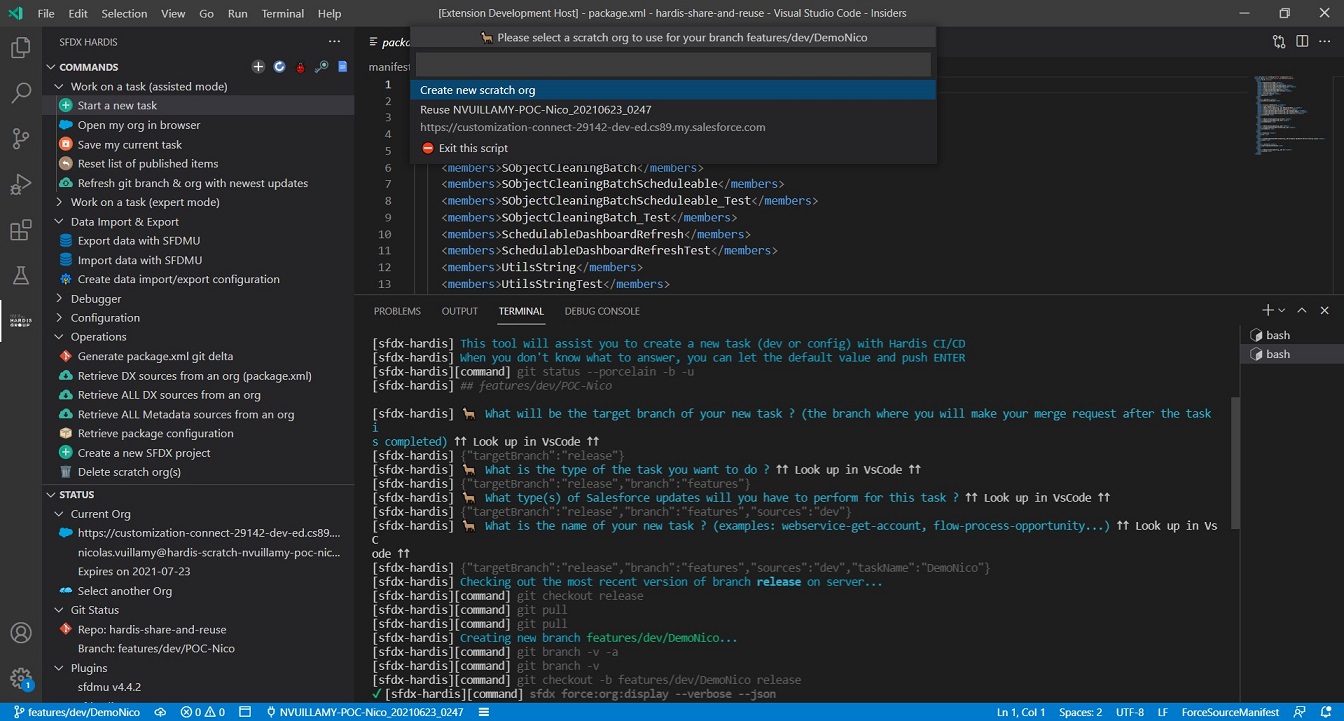 File Edit Selection View Go Run Terminal Help [Extension Development Host] - package.xml - hardis-share-and-reuse - Visual Studio Code - Insiders
SFDX HARDIS
COMMANDS
Work on a task (assisted mode)
Start a new task
Open my org in browser
Save my current task
Reset list of published items
Refresh git branch & org with newest updates
Work on a task (expert mode)
Data Import & Export
Export data with SFDMU
Import data with SFDMU
Create data import/export configuration
Debugger
Configuration
Operations
Generate package.xml git delta
Retrieve DX sources from an org (package.xml)
Retrieve ALL DX sources from an org
Retrieve ALL Metadata sources from an org
Retrieve package configuration
Create a new SFDX project
Delete scratch org(s)
STATUS
Current Org
https://customization-connect-29142-dev-ed.cs89....
nicolas.vuillamy@hardis-scratch-nvuillamy-poc-nic...
Expires on 2021-07-23
Select another Org
Git Status
Repo: hardis-share-and-reuse
Branch: features/dev/POC-Nico
Plugins
sfdmu v4.4.2
HARDIS
GROUP
1
Please select a scratch org to use for your branch features/dev/DemoNico
Create new scratch org
Reuse NVUILLAMY-POC-Nico_20210623_0247
https://customization-connect-29142-dev-ed.cs89.my.salesforce.com
Exit this script
packa
manifest
1
2
3
4
5
6 <members>SObjectCleaningBatch</members>
7 <members>SObjectCleaningBatchScheduleable</members>
8 <members>SObjectCleaningBatchScheduleable_Test</members>
9 <members>SObjectCleaningBatch_Test</members>
10 <members>SchedulableDashboardRefresh</members>
11 <members>SchedulableDashboardRefreshTest</members>
12 <members>UtilsString</members>
13 <members>UtilsStringTest</members>
PROBLEMS OUTPUT TERMINAL DEBUG CONSOLE
bash
bash
[sfdx-hardis] This tool will assist you to create a new task (dev or config) with Hardis CI/CD
[sfdx-hardis] When you don't know what to answer, you can let the default value and push ENTER
[sfdx-hardis][command] git status --porcelain -b -u
[sfdx-hardis] ## features/dev/POC-Nico
[sfdx-hardis] What will be the target branch of your new task ? (the branch where you will make your merge request after the task
i
s completed) ⇈ Look up in VsCode ⇈
[sfdx-hardis] {"targetBranch":"release"}
[sfdx-hardis] What is the type of the task you want to do ? ⇈ Look up in VsCode ⇈
[sfdx-hardis] {"targetBranch":"release","branch":"features"}
[sfdx-hardis] What type(s) of Salesforce updates will you have to perform for this task ? ⇈ Look up in VsCode ⇈
[sfdx-hardis] {"targetBranch":"release","branch":"features","sources":"dev"}
[sfdx-hardis] What is the name of your new task ? (examples: webservice-get-account, flow-process-opportunity...) ⇈ Look up in Vs
C
ode ⇈
[sfdx-hardis] {"targetBranch":"release","branch":"features","sources":"dev","taskName":"DemoNico"}
[sfdx-hardis] Checking out the most recent version of branch release on server...
[sfdx-hardis][command] git checkout release
[sfdx-hardis][command] git pull
[sfdx-hardis][command] git pull
[sfdx-hardis] Creating new branch features/dev/DemoNico...
[sfdx-hardis][command] git branch -v -a
[sfdx-hardis][command] git branch -v
[sfdx-hardis][command] git checkout -b features/dev/DemoNico release
✓[sfdx-hardis][command] sfdx force:org:display --verbose --json
features/dev/DemoNico 0 0 NVUILLAMY-POC-Nico_20210623_0247 Ln 1, Col 1 Spaces: 2 UTF-8 LF ForceSourceManifest